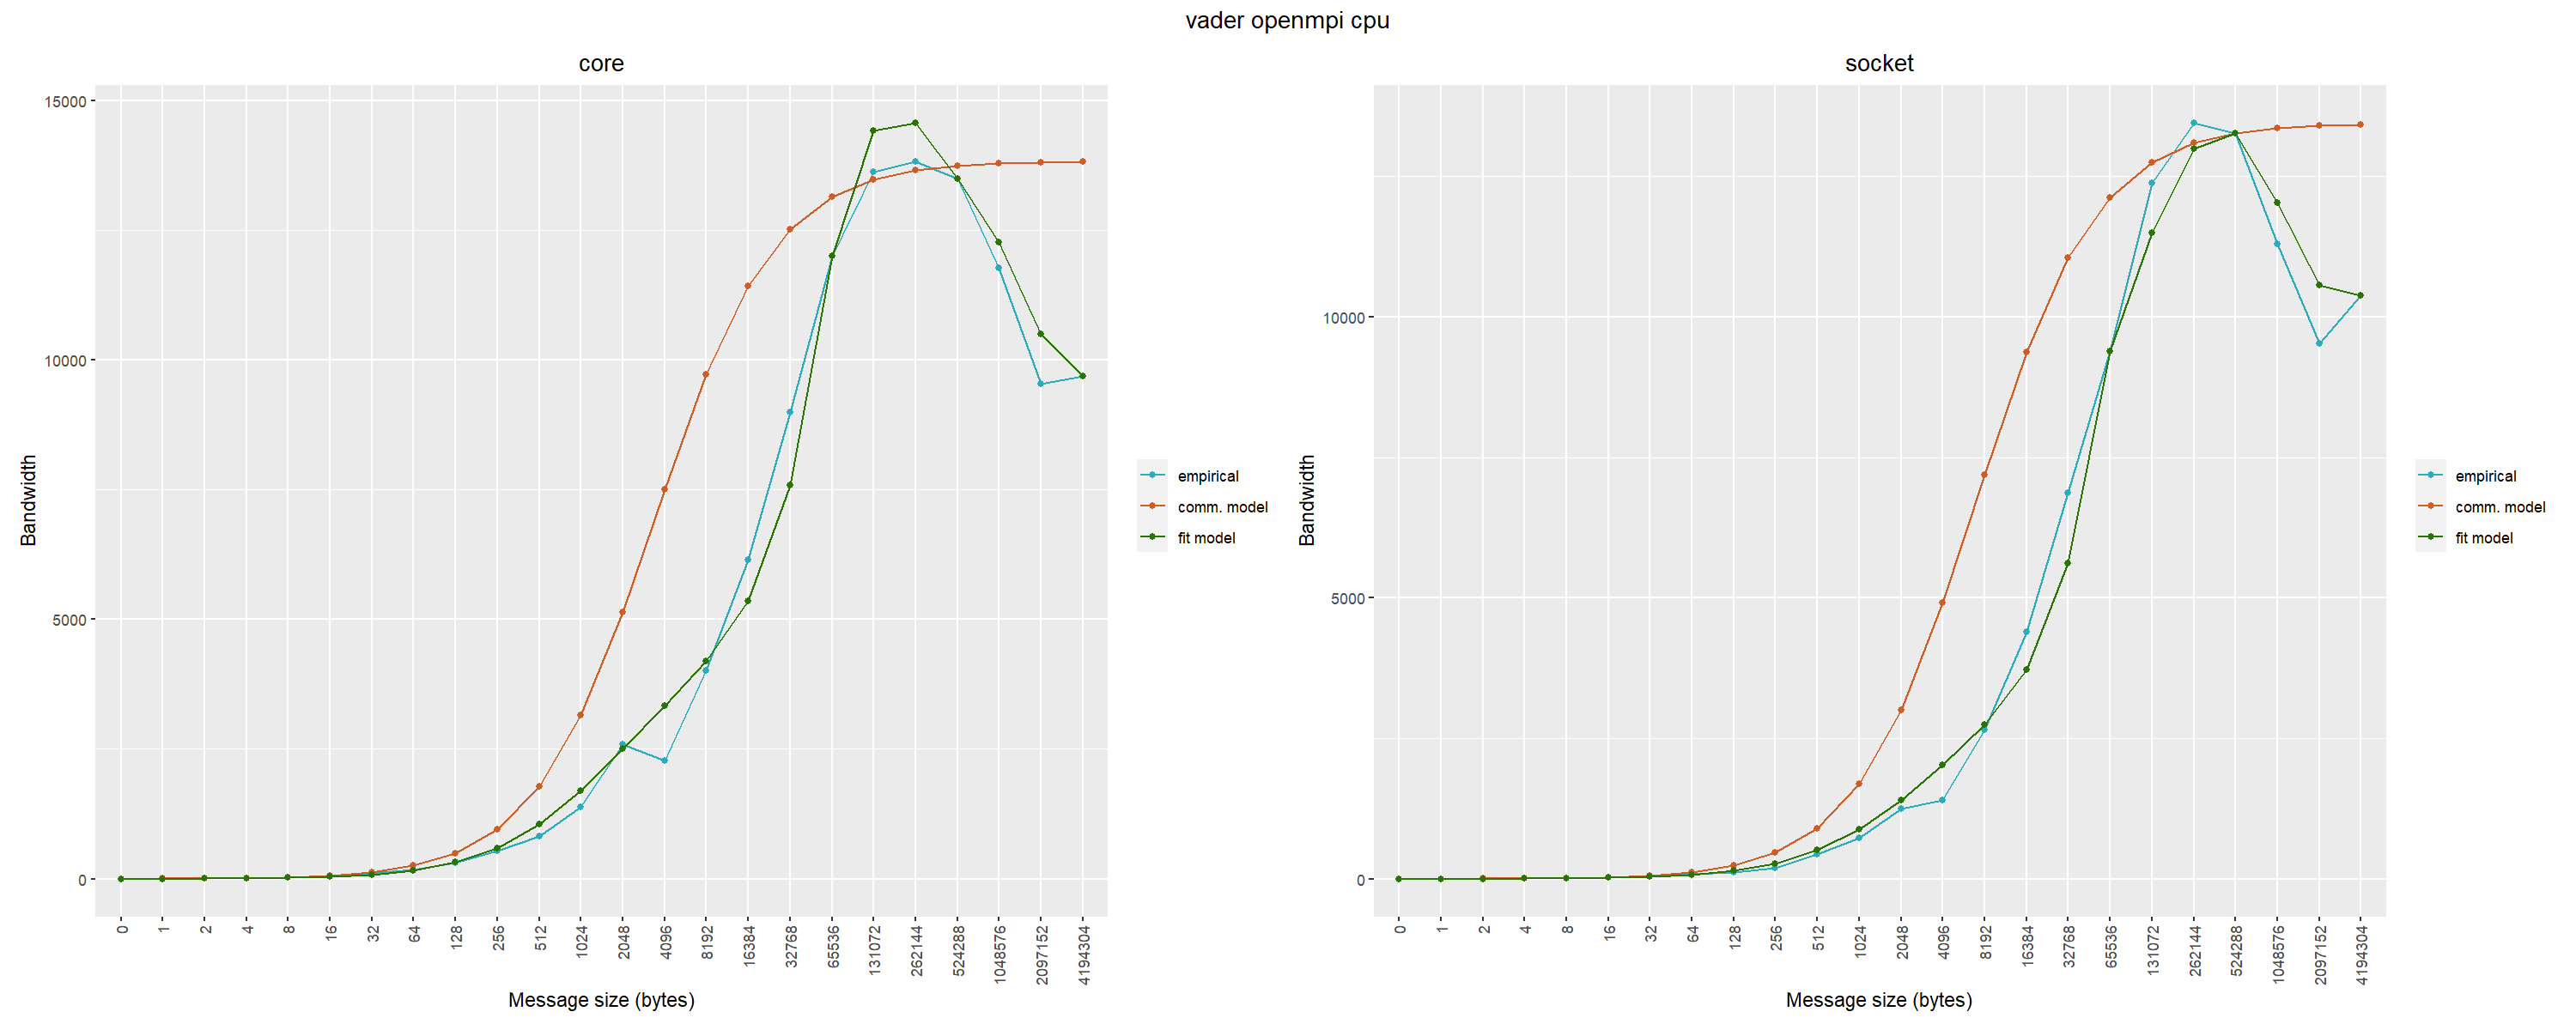 vader openmpi cpu
core
15000
10000
5000
0
Bandwidth
0 1 2 4 8 16 32 64 128 256 512 1024 2048 4096 8192 16384 32768 65536 131072 262144 524288 1048576 2097152 4194304
Message size (bytes)
empirical
comm. model
fit model
socket
10000
5000
0
Bandwidth
0 1 2 4 8 16 32 64 128 256 512 1024 2048 4096 8192 16384 32768 65536 131072 262144 524288 1048576 2097152 4194304
Message size (bytes)
empirical
comm. model
fit model